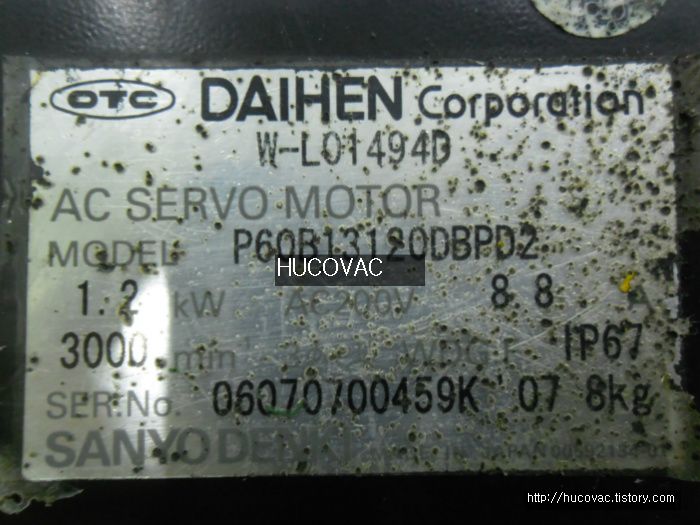 OTC DAIHEN Corporation
W-L01494D
AC SERVO MOTOR
MODEL P60B13120DBPD2
HUCOVAC
1.2 kW AC200V 8.8 A
3000 min IP67
SER.No. 06070700459K 07 8kg
SANYO DENKI
http://hucovac.tistory.com